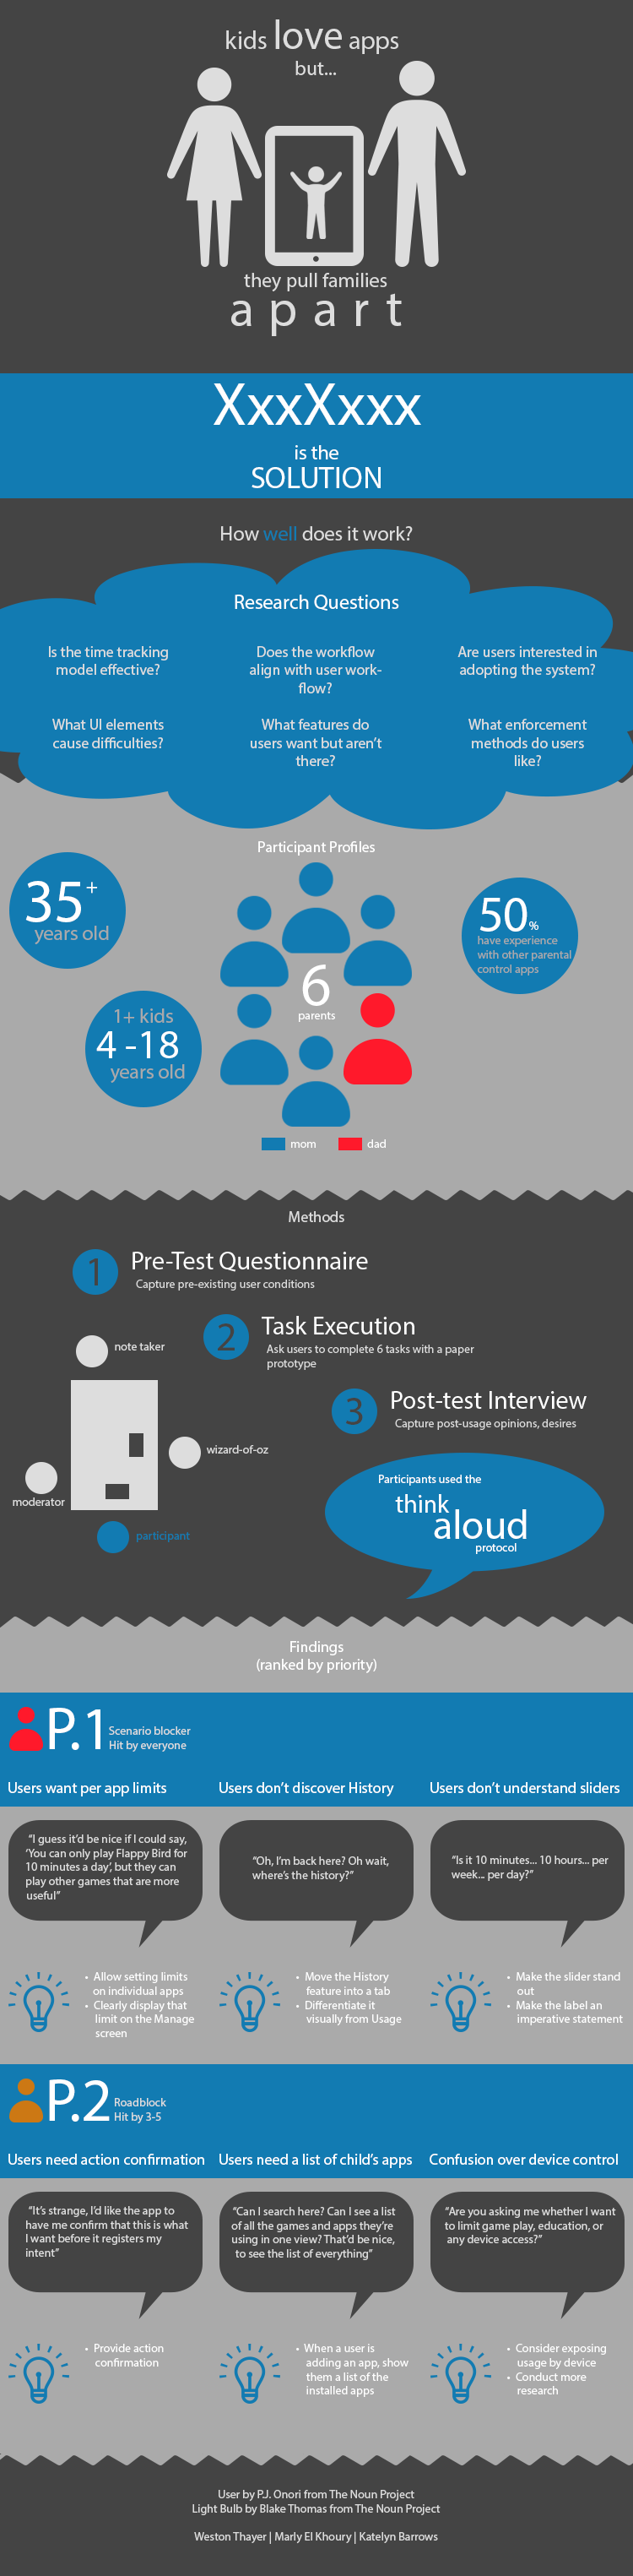 kids love apps
but...
they pull families
apart
XxxXxxx
is the
SOLUTION
How well does it work?
Research Questions
Is the time tracking
model effective?
Does the workflow
align with user work-
flow?
Are users interested in
adopting the system?
What UI elements
cause difficulties?
What features do
users want but aren't
there?
What enforcement
methods do users
like?
Participant Profiles
35+
years old
50%
have experience
with other parental
control apps
6
parents
1+ kids
4 -18
years old
mom
dad
Methods
1
Pre-Test Questionnaire
Capture pre-existing user conditions
2
Task Execution
Ask users to complete 6 tasks with a paper
prototype
note taker
3
Post-test Interview
Capture post-usage opinions, desires
wizard-of-oz
moderator
participant
Participants used the
think
aloud
protocol
Findings
(ranked by priority)
P.1
Scenario blocker
Hit by everyone
Users want per app limits
Users don't discover History
Users don't understand sliders
"I guess it'd be nice if I could say,
'You can only play Flappy Bird for
10 minutes a day', but they can
play other games that are more
useful"
"Oh, I'm back here? Oh wait,
where's the history?"
"Is it 10 minutes... 10 hours... per
week... per day?"
• Allow setting limits
on individual apps
• Clearly display that
limit on the Manage
screen
• Move the History
feature into a tab
• Differentiate it
visually from Usage
• Make the slider stand
out
• Make the label an
imperative statement
P.2
Roadblock
Hit by 3-5
Users need action confirmation
Users need a list of child's apps
Confusion over device control
"It's strange, I'd like the app to
have me confirm that this is what
I want before it registers my
intent"
"Can I search here? Can I see a list
of all the games and apps they're
using in one view? That'd be nice,
to see the list of everything"
"Are you asking me whether I want
to limit game play, education, or
any device access?"
• Provide action
confirmation
• When a user is
adding an app, show
them a list of the
installed apps
• Consider exposing
usage by device
• Conduct more
research
User by P.J. Onori from The Noun Project
Light Bulb by Blake Thomas from The Noun Project
Weston Thayer | Marly El Khoury | Katelyn Barrows